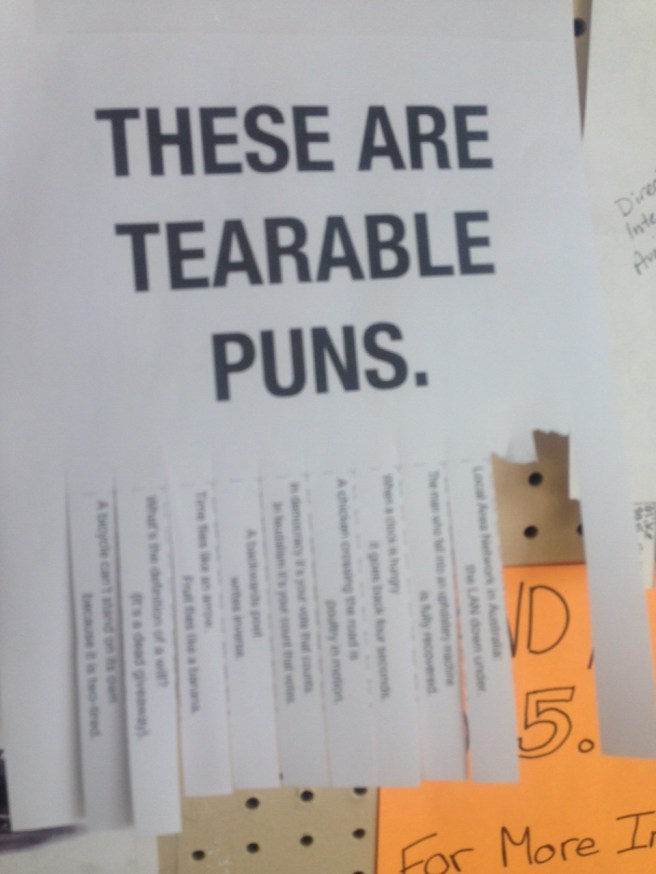 THESE ARE
TEARABLE
PUNS.
A bicycle can't stand on its own
because it is two-tired.
What's the definition of a will?
(It's a dead giveaway).
Time flies like an arrow.
Fruit flies like a banana.
A backwards poet
writes inverse.
In democracy it's your vote that counts.
In feudalism it's your count that votes.
A chicken crossing the road is
poultry in motion.
When a clock is hungry
it goes back four seconds.
The man who fell into an upholstery machine
is fully recovered.
Local Area Network in Australia:
the LAN down under.
5.
For More